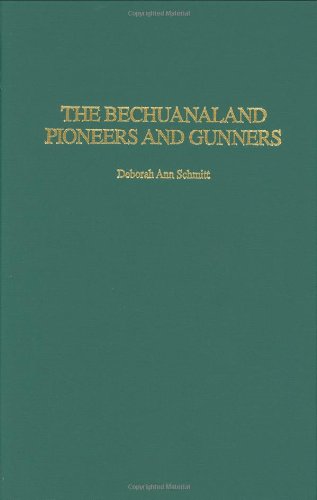 THE BECHUANALAND
PIONEERS AND GUNNERS
Deborah Ann Schmitt